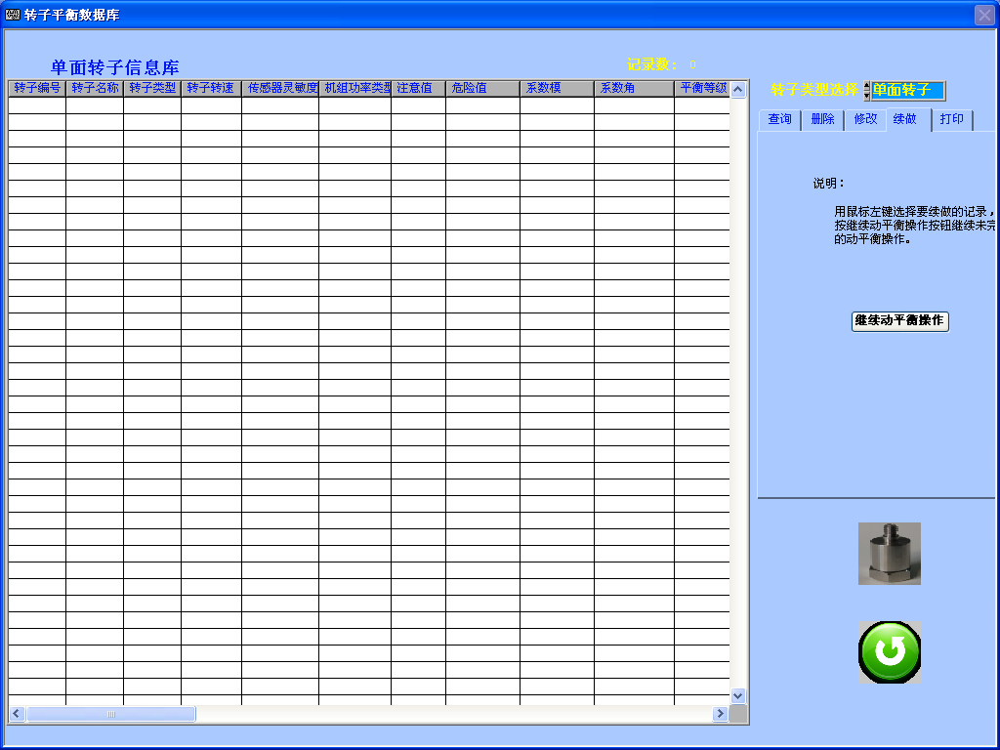 转子平衡数据库
单面转子信息库
记录数: 0
转子编号 转子名称 转子类型 转子转速 传感器灵敏度 机组功率类型 注意值 危险值 系数模 系数角 平衡等级
转子类型选择 单面转子
查询 删除 修改 续做 打印
说明：
用鼠标左键选择要续做的记录，
按继续动平衡操作按钮继续未完
的动平衡操作。
继续动平衡操作